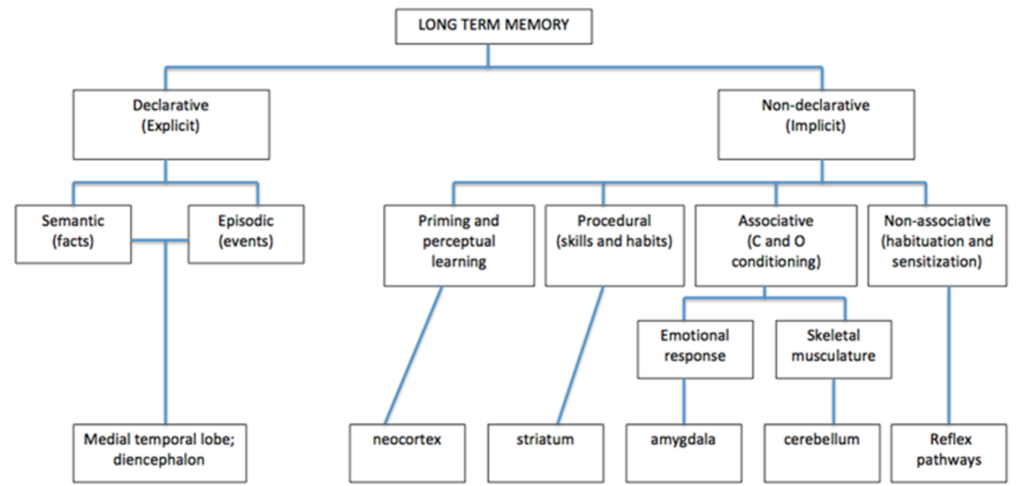 LONG TERM MEMORY
Declarative
(Explicit)
Non-declarative
(Implicit)
Semantic
(facts)
Episodic
(events)
Priming and
perceptual
learning
Procedural
(skills and habits)
Associative
(C and O
conditioning)
Non-associative
(habituation and
sensitization)
Emotional
response
Skeletal
musculature
Medial temporal lobe;
diencephalon
neocortex
striatum
amygdala
cerebellum
Reflex
pathways